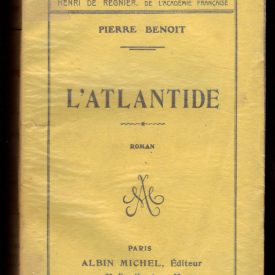 HENRI DE RÉGNIER, DE L'ACADÉMIE FRANÇAISE
PIERRE BENOIT
L'ATLANTIDE
ROMAN
PARIS
ALBIN MICHEL, Éditeur